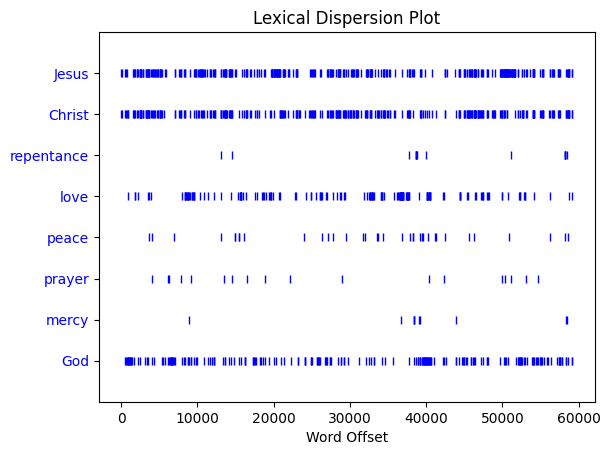 Lexical Dispersion Plot
Jesus
Christ
repentance
love
peace
prayer
mercy
God
0 10000 20000 30000 40000 50000 60000
Word Offset